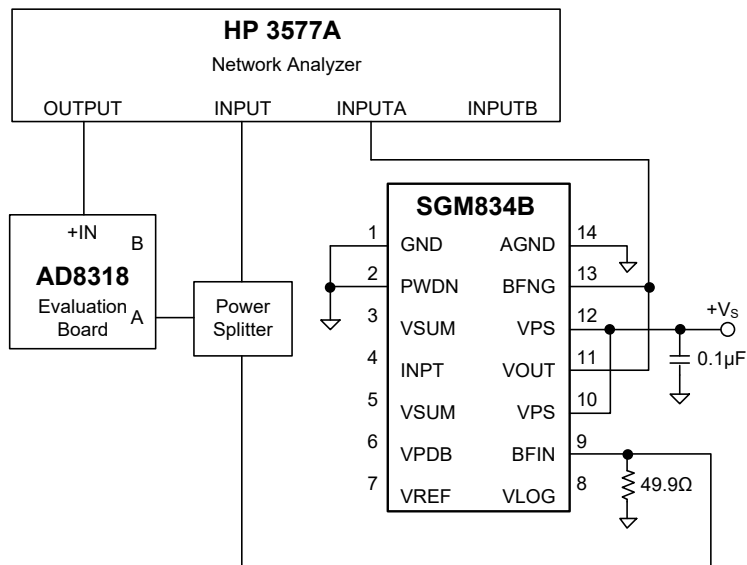 HP 3577A
Network Analyzer
OUTPUT INPUT INPUTA INPUTB
+IN
B
AD8318
Evaluation
Board
A
Power
Splitter
SGM834B
1 GND AGND 14
2 PWDN BFNG 13
3 VSUM VPS 12
4 INPT VOUT 11
5 VSUM VPS 10
6 VPDB BFIN 9
7 VREF VLOG 8
+VS
0.1µF
49.9Ω